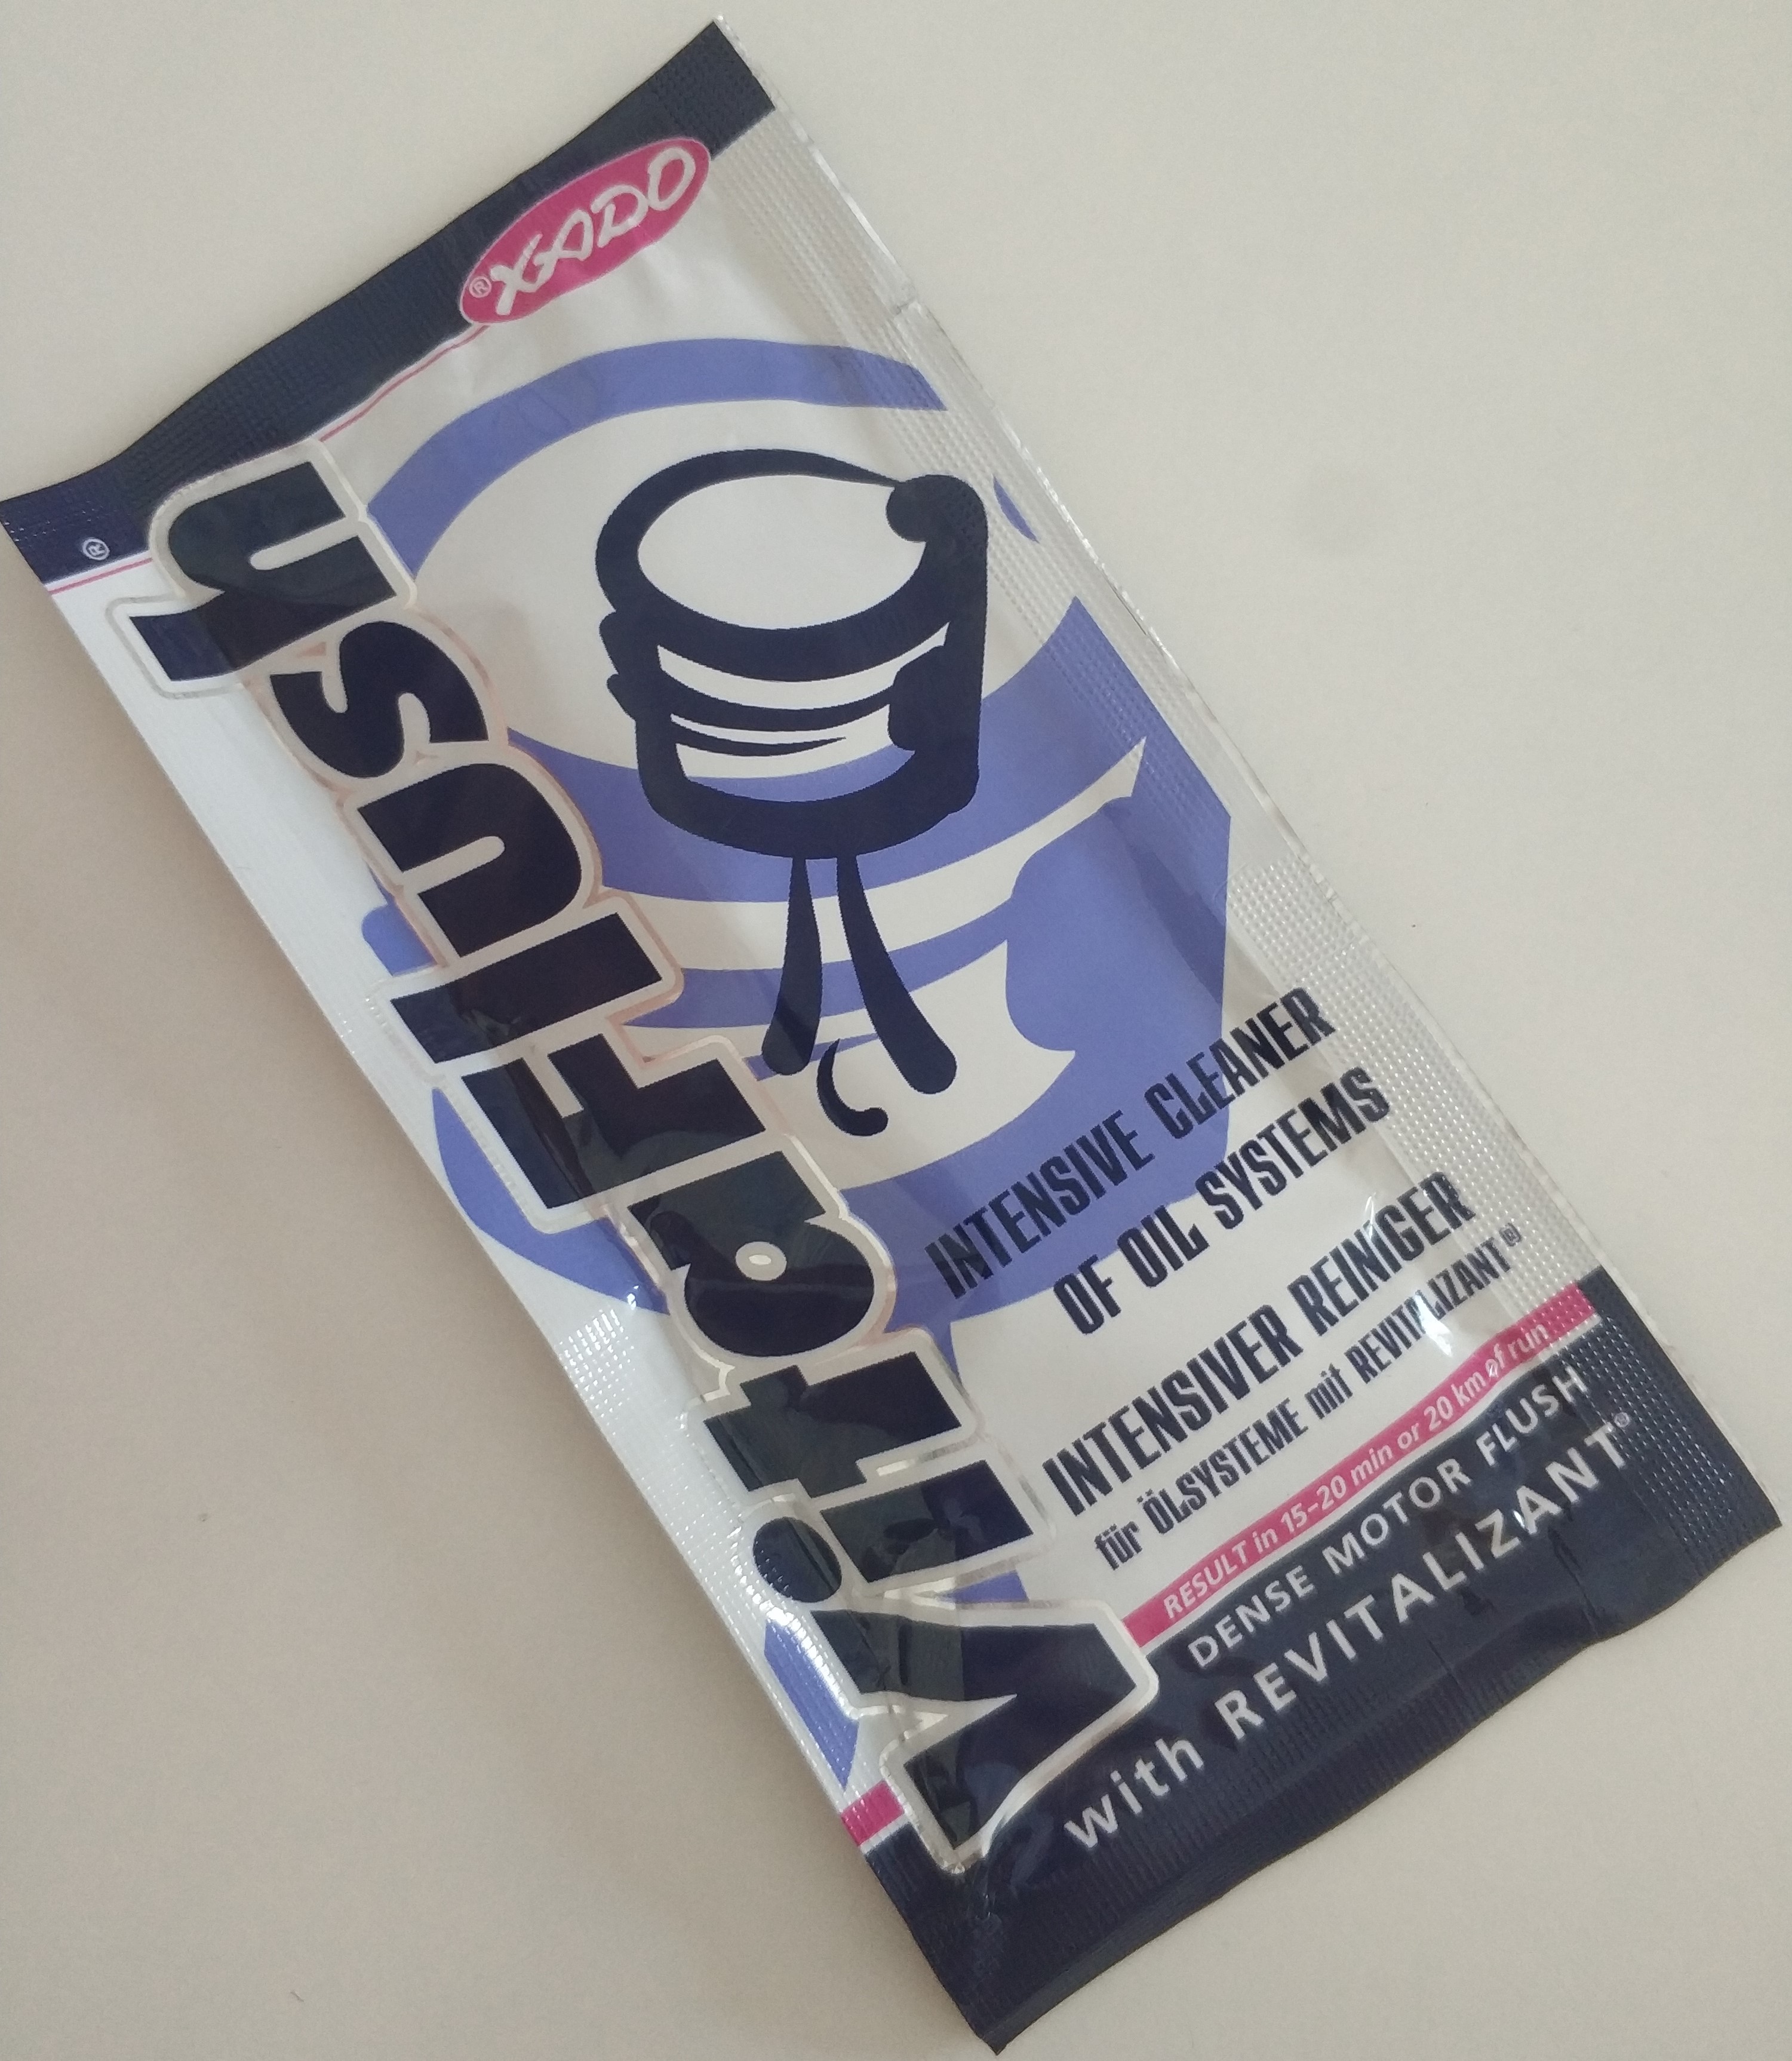 XADO®
VitaFlush®
INTENSIVE CLEANER
OF OIL SYSTEMS
INTENSIVER REINIGER
für ÖLSYSTEME mit REVITALIZANT®
RESULT in 15-20 min or 20 km of run
DENSE MOTOR FLUSH
with REVITALIZANT®